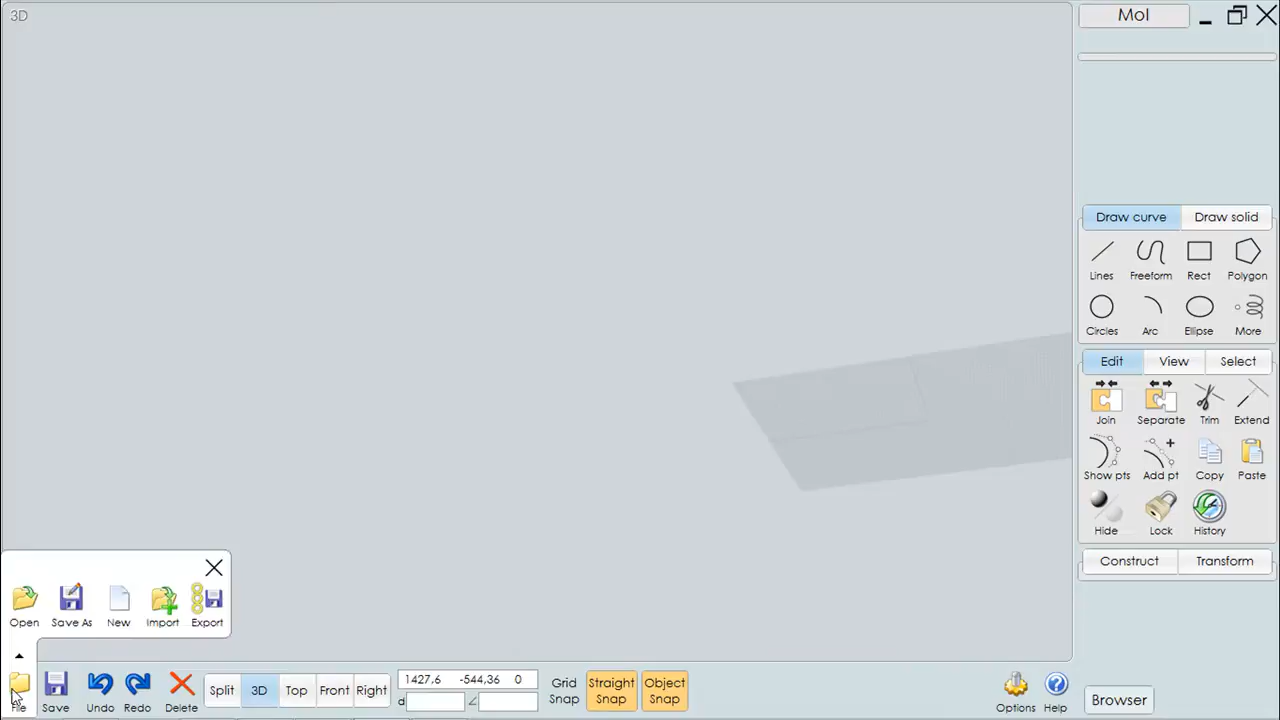 3D
MoI
Draw curve Draw solid
Lines Freeform Rect Polygon
Circles Arc Ellipse More
Edit View Select
Join Separate Trim Extend
Show pts Add pt Copy Paste
Hide Lock History
Construct Transform
Open Save As New Import Export
File Save Undo Redo Delete
Split 3D Top Front Right
1427,6 -544,36 0
d ∠
Grid Snap
Straight Snap
Object Snap
Options Help
Browser